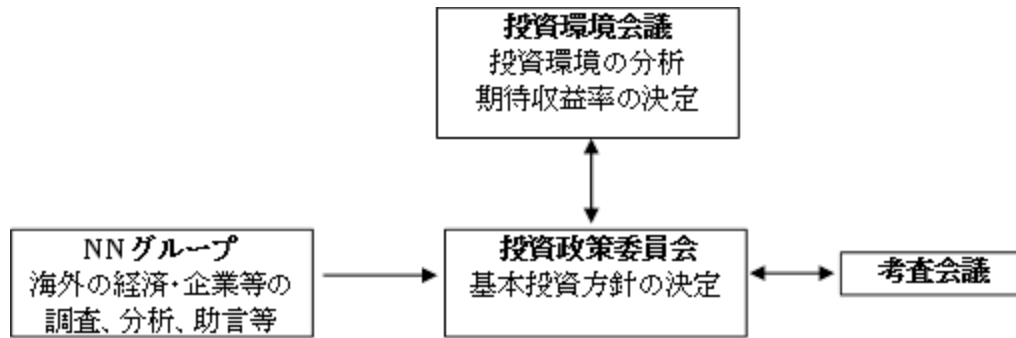 投資環境会議
投資環境の分析
期待収益率の決定
NNグループ
海外の経済・企業等の
調査、分析、助言等
投資政策委員会
基本投資方針の決定
考査会議